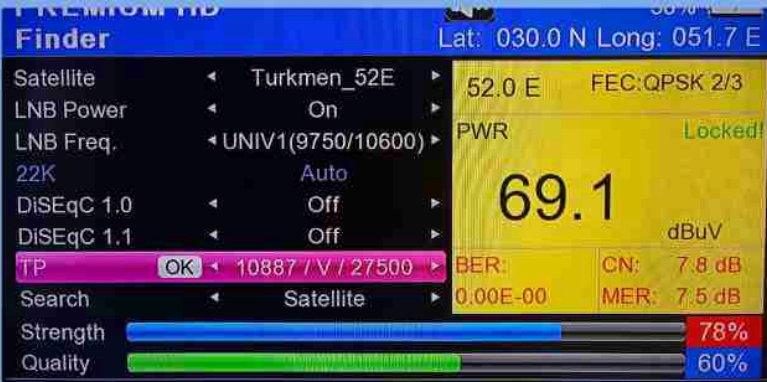 PREMIUM HD
Finder
Lat: 030.0 N Long: 051.7 E
Satellite Turkmen_52E
LNB Power On
LNB Freq. UNIV1(9750/10600)
22K Auto
DiSEqC 1.0 Off
DiSEqC 1.1 Off
TP OK 10887 / V / 27500
Search Satellite
52.0 E FEC:QPSK 2/3
PWR Locked!
69.1
dBuV
BER: CN: 7.8 dB
0.00E-00 MER: 7.5 dB
Strength 78%
Quality 60%